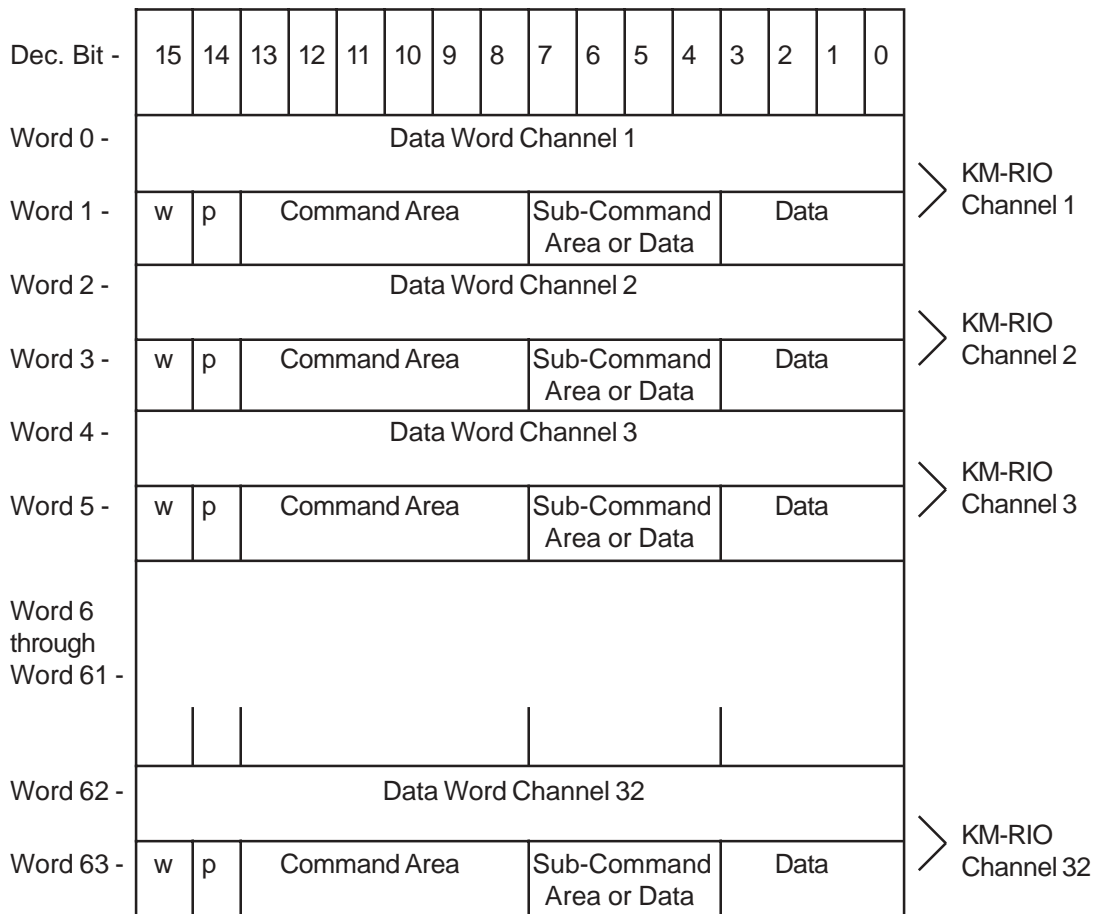 Dec. Bit - 15 14 13 12 11 10 9 8 7 6 5 4 3 2 1 0
Word 0 - Data Word Channel 1
KM-RIO
Channel 1
Word 1 - w p Command Area Sub-Command Data
Area or Data
Word 2 - Data Word Channel 2
KM-RIO
Channel 2
Word 3 - w p Command Area Sub-Command Data
Area or Data
Word 4 - Data Word Channel 3
KM-RIO
Channel 3
Word 5 - w p Command Area Sub-Command Data
Area or Data
Word 6
through
Word 61 -
Word 62 - Data Word Channel 32
KM-RIO
Channel 32
Word 63 - w p Command Area Sub-Command Data
Area or Data